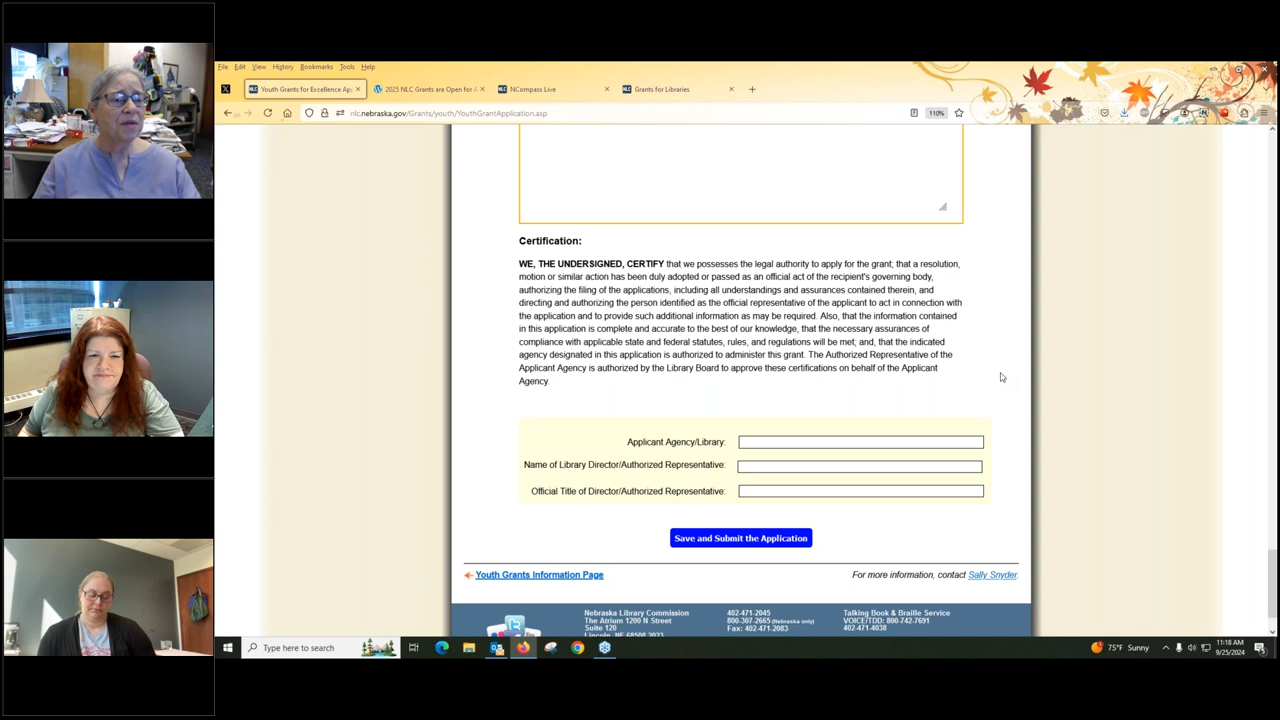 File Edit View History Bookmarks Tools Help
Youth Grants for Excellence Ap
2025 NLC Grants are Open for A
NCompass Live
Grants for Libraries
nlc.nebraska.gov/Grants/youth/YouthGrantApplication.asp
110%
Certification:
WE, THE UNDERSIGNED, CERTIFY that we possesses the legal authority to apply for the grant; that a resolution,
motion or similar action has been duly adopted or passed as an official act of the recipient's governing body,
authorizing the filing of the applications, including all understandings and assurances contained therein, and
directing and authorizing the person identified as the official representative of the applicant to act in connection with
the application and to provide such additional information as may be required. Also, that the information contained
in this application is complete and accurate to the best of our knowledge, that the necessary assurances of
compliance with applicable state and federal statutes, rules, and regulations will be met; and, that the indicated
agency designated in this application is authorized to administer this grant. The Authorized Representative of the
Applicant Agency is authorized by the Library Board to approve these certifications on behalf of the Applicant
Agency.
Applicant Agency/Library:
Name of Library Director/Authorized Representative:
Official Title of Director/Authorized Representative:
Save and Submit the Application
Youth Grants Information Page
For more information, contact Sally Snyder.
Nebraska Library Commission
The Atrium 1200 N Street
Suite 120
Lincoln, NE 68508-2023
402-471-2045
800-307-2665 (Nebraska only)
Fax: 402-471-2083
Talking Book & Braille Service
VOICE/TDD: 800-742-7691
402-471-4038
Type here to search
75°F Sunny
11:18 AM
9/25/2024